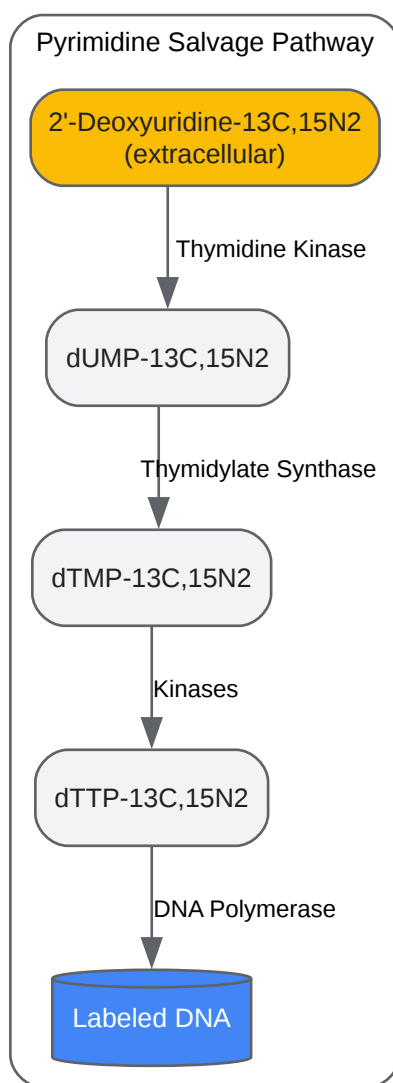 Pyrimidine Salvage Pathway
2'-Deoxyuridine-13C,15N2
(extracellular)
Thymidine Kinase
dUMP-13C,15N2
Thymidylate Synthase
dTMP-13C,15N2
Kinases
dTTP-13C,15N2
DNA Polymerase
Labeled DNA